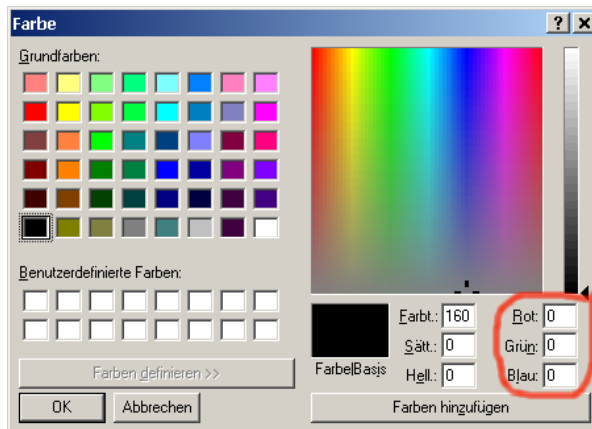 Farbe
Grundfarben:
Benutzerdefinierte Farben:
Farben definieren >>
OK
Abbrechen
Farbe|Basis
Farbt.: 160
Sätt.: 0
Hell.: 0
Rot: 0
Grün: 0
Blau: 0
Farben hinzufügen